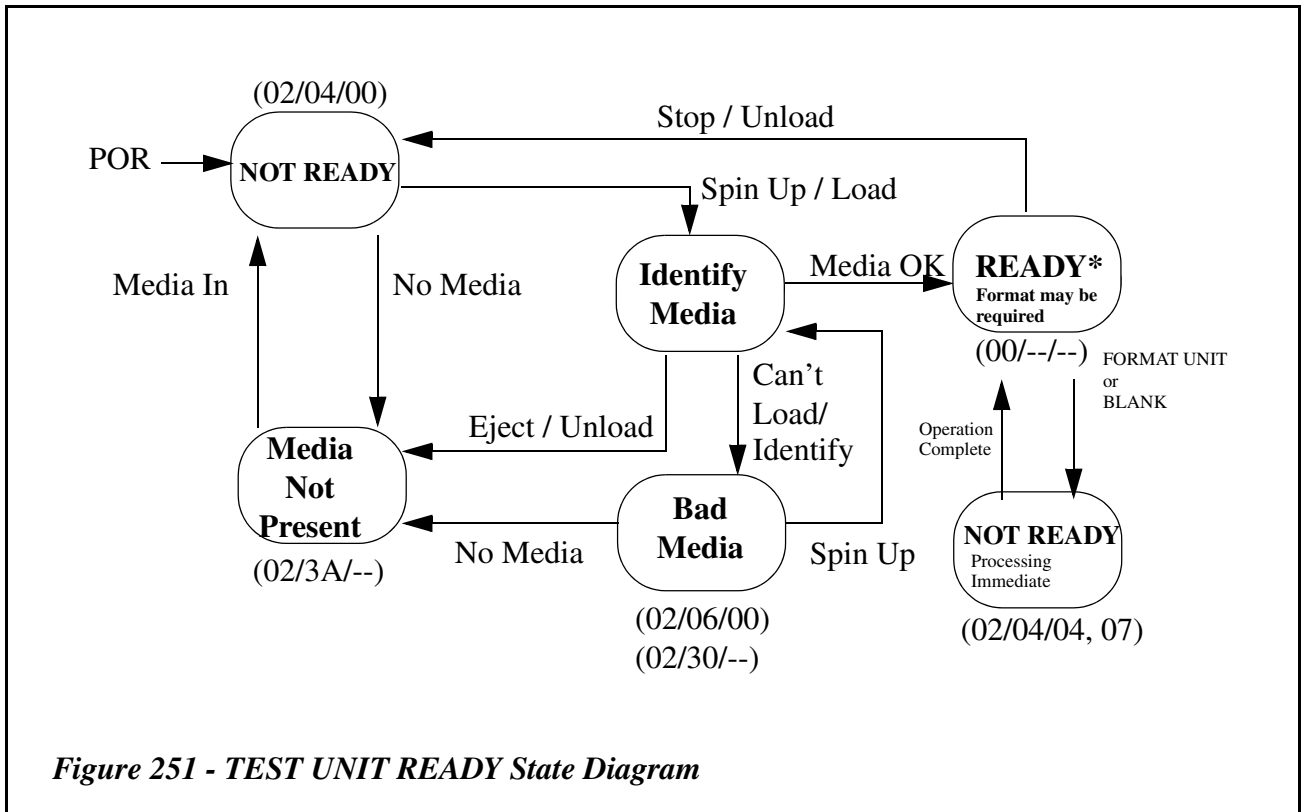 (02/04/00)
POR
NOT READY
Stop / Unload
Spin Up / Load
Media In
No Media
Identify
Media
Media OK
READY*
Format may be
required
(00/--/--)
FORMAT UNIT
or
BLANK
Can't
Load/
Identify
Eject / Unload
Operation
Complete
Media
Not
Present
(02/3A/--)
No Media
Bad
Media
Spin Up
(02/06/00)
(02/30/--)
NOT READY
Processing
Immediate
(02/04/04, 07)
Figure 251 - TEST UNIT READY State Diagram